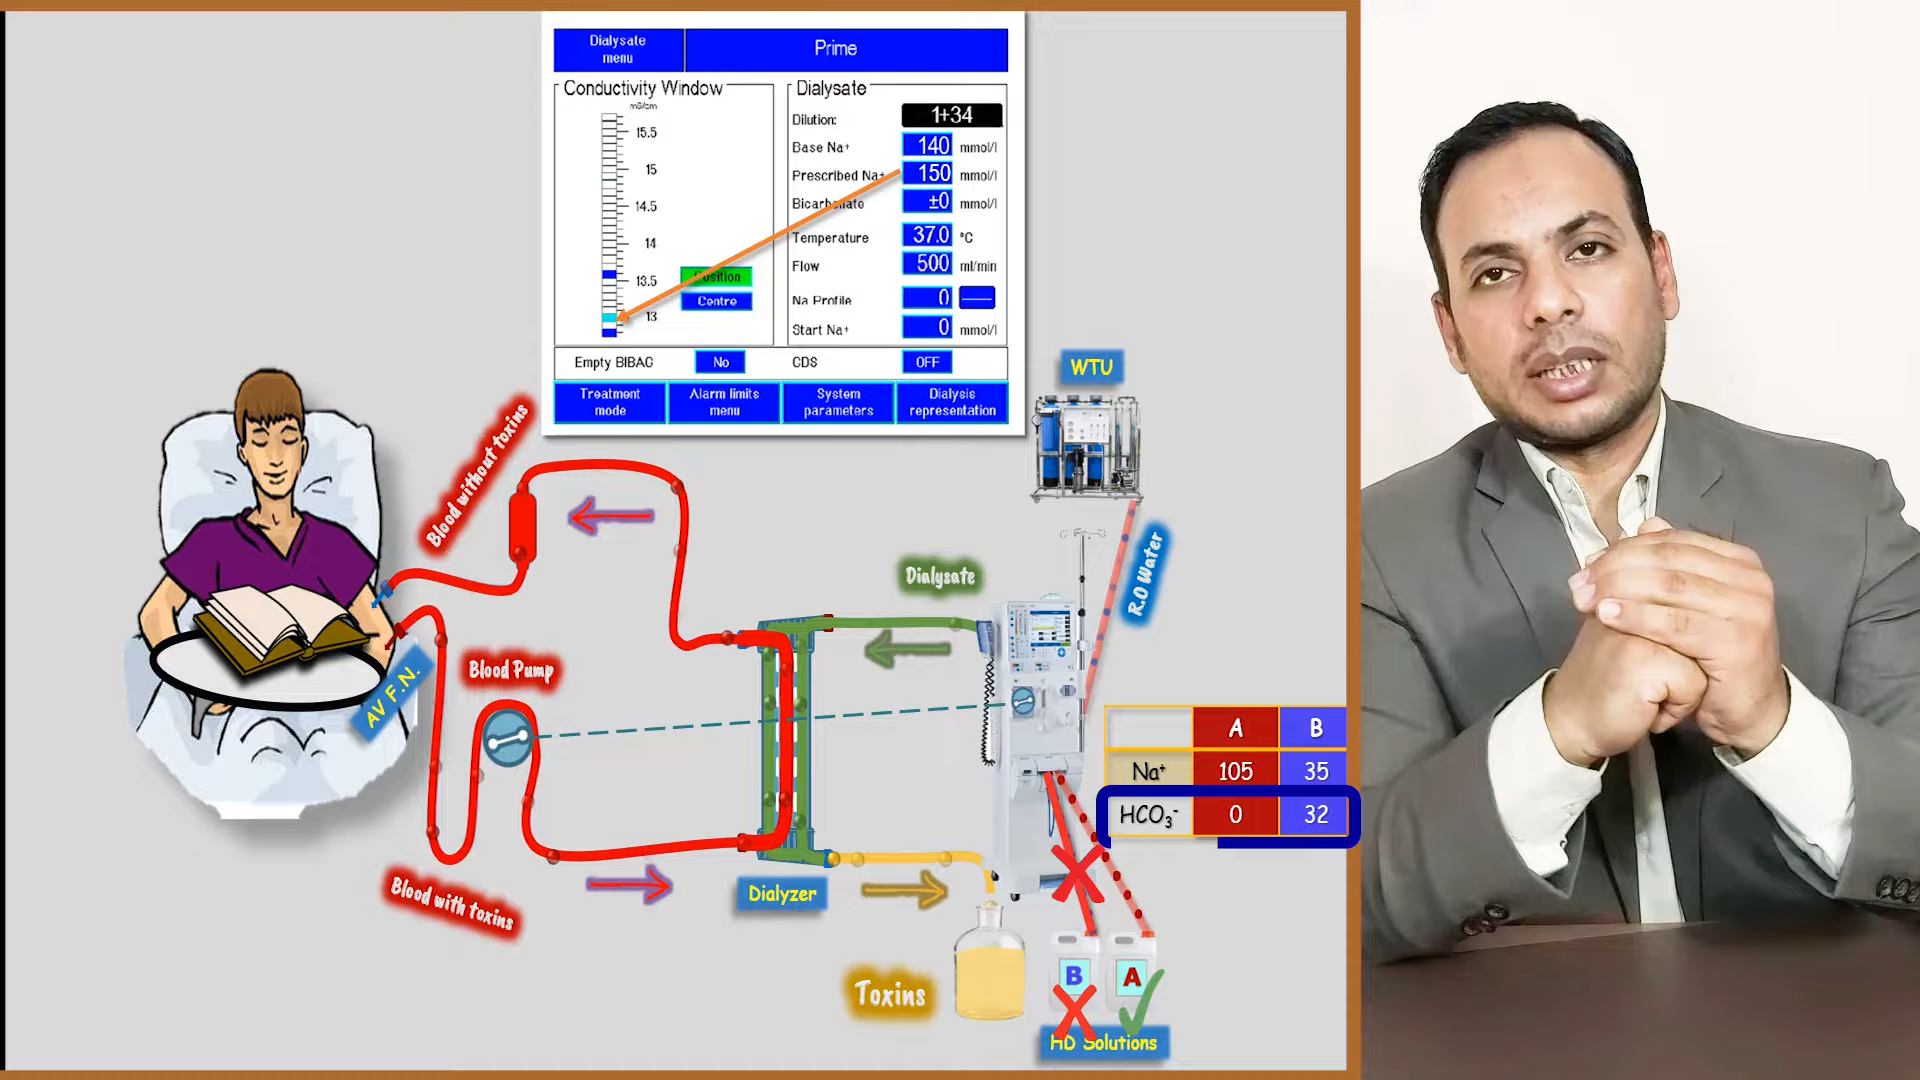 Dialysate
menu
Prime
Conductivity Window
mS/cm
15.5
15
14.5
14
13.5
13
Position
Centre
Dialysate
Dilution: 1+34
Base Na+ 140 mmol/l
Prescribed Na+ 150 mmol/l
Bicarbonate ±0 mmol/l
Temperature 37.0 °C
Flow 500 ml/min
Na Profile 0
Start Na+ 0 mmol/l
Empty BIBAG No CDS OFF
Treatment
mode
Alarm limits
menu
System
parameters
Dialysis
representation
WTU
Blood without toxins
R.O Water
Dialysate
Blood Pump
AV F.N.
A B
Na+ 105 35
HCO3- 0 32
Blood with toxins
Dialyzer
Toxins
B A
HD Solutions